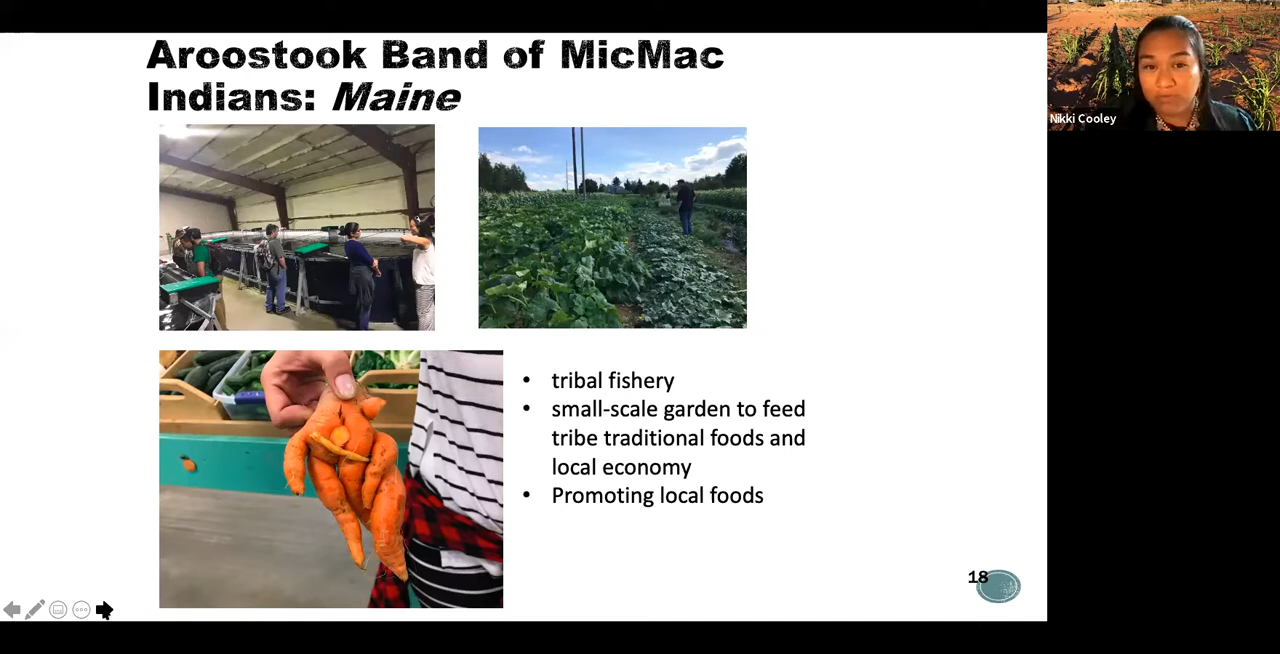 Aroostook Band of MicMac
Indians: Maine
Nikki Cooley
• tribal fishery
• small-scale garden to feed
tribe traditional foods and
local economy
• Promoting local foods
18